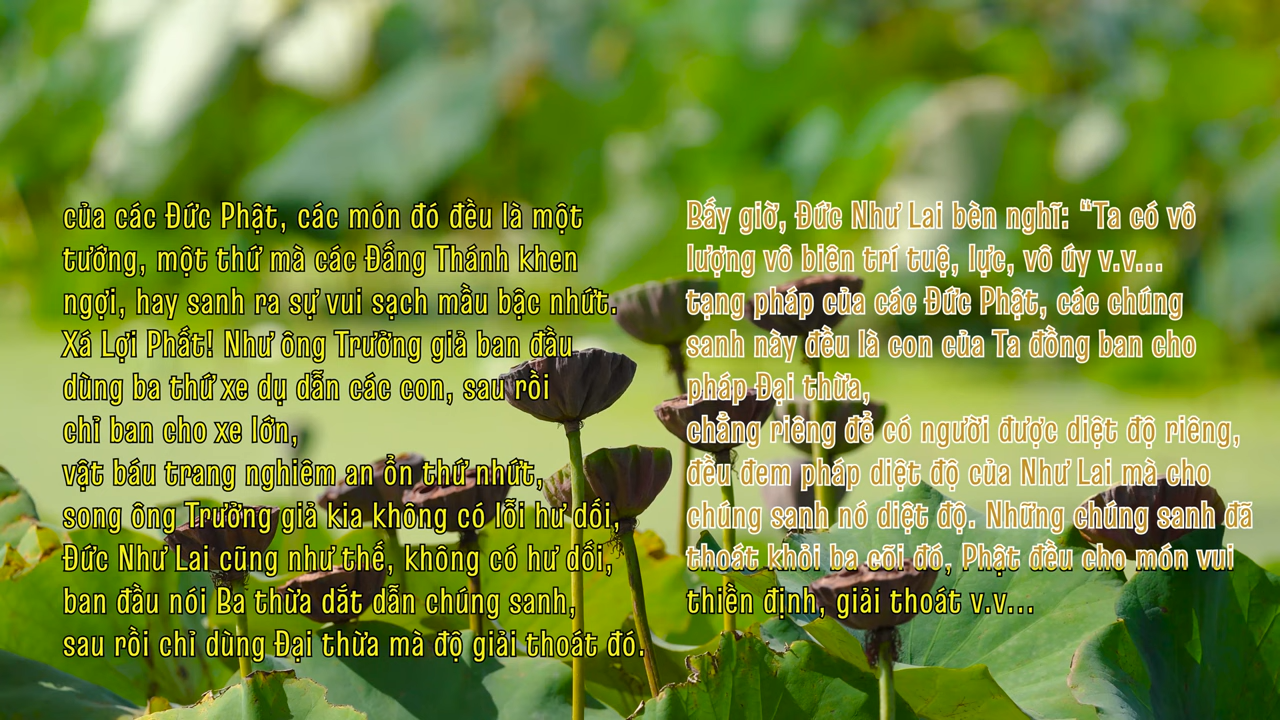 của các Đức Phật, các món đó đều là một
tướng, một thứ mà các Đấng Thánh khen
ngợi, hay sanh ra sự vui sạch mầu bậc nhứt.
Xá Lợi Phất! Như ông Trưởng giả ban đầu
dùng ba thứ xe dụ dẫn các con, sau rồi
chỉ ban cho xe lớn,
vật báu trang nghiêm an ổn thứ nhứt,
song ông Trưởng giả kia không có lỗi hư dối,
Đức Như Lai cũng như thế, không có hư dối,
ban đầu nói Ba thừa dắt dẫn chúng sanh,
sau rồi chỉ dùng Đại thừa mà độ giải thoát đó.
Bấy giờ, Đức Như Lai bèn nghĩ: “Ta có vô
lượng vô biên trí tuệ, lực, vô úy v.v...
tạng pháp của các Đức Phật, các chúng
sanh này đều là con của Ta đồng ban cho
pháp Đại thừa,
chẳng riêng để có người được diệt độ riêng,
đều đem pháp diệt độ của Như Lai mà cho
chúng sanh nó diệt độ. Những chúng sanh đã
thoát khỏi ba cõi đó, Phật đều cho món vui
thiền định, giải thoát v.v...